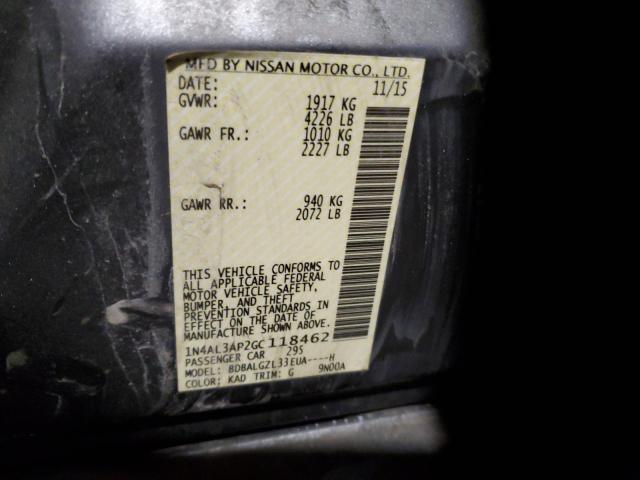 MFD BY NISSAN MOTOR CO., LTD.
DATE: 11/15
GVWR: 1917 KG
4226 LB
GAWR FR.: 1010 KG
2227 LB
GAWR RR.: 940 KG
2072 LB
THIS VEHICLE CONFORMS TO
ALL APPLICABLE FEDERAL
MOTOR VEHICLE SAFETY,
BUMPER, AND THEFT
PREVENTION STANDARDS IN
EFFECT ON THE DATE OF
MANUFACTURE SHOWN ABOVE.
1N4AL3AP2GC118462
PASSENGER CAR 295
MODEL: BDBALGZL33EUA----H
COLOR: KAD TRIM: G 9N00A